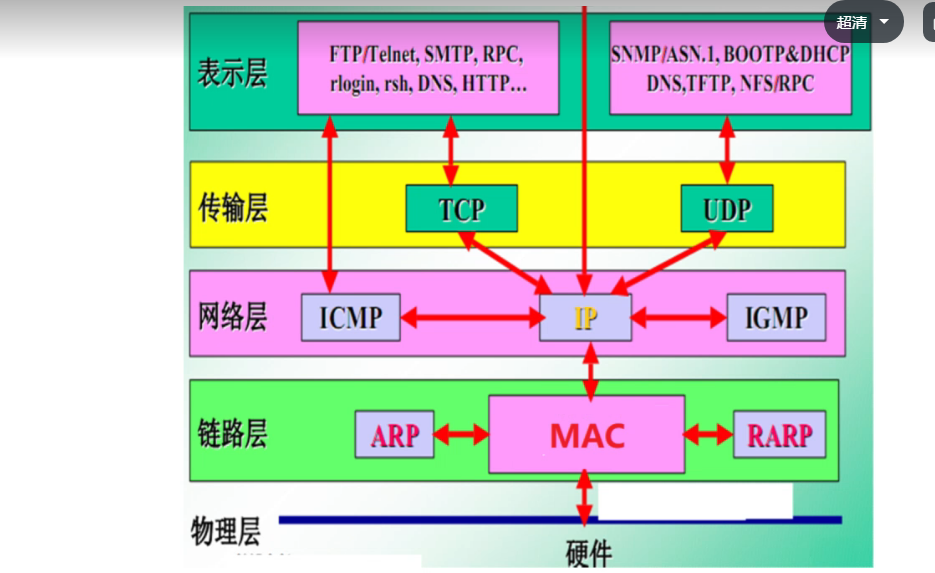 超清
表示层
FTP/Telnet, SMTP, RPC,
rlogin, rsh, DNS, HTTP...
SNMP/ASN.1, BOOTP&DHCP
DNS,TFTP, NFS/RPC
传输层
TCP
UDP
网络层
ICMP
IP
IGMP
链路层
ARP
MAC
RARP
物理层
硬件